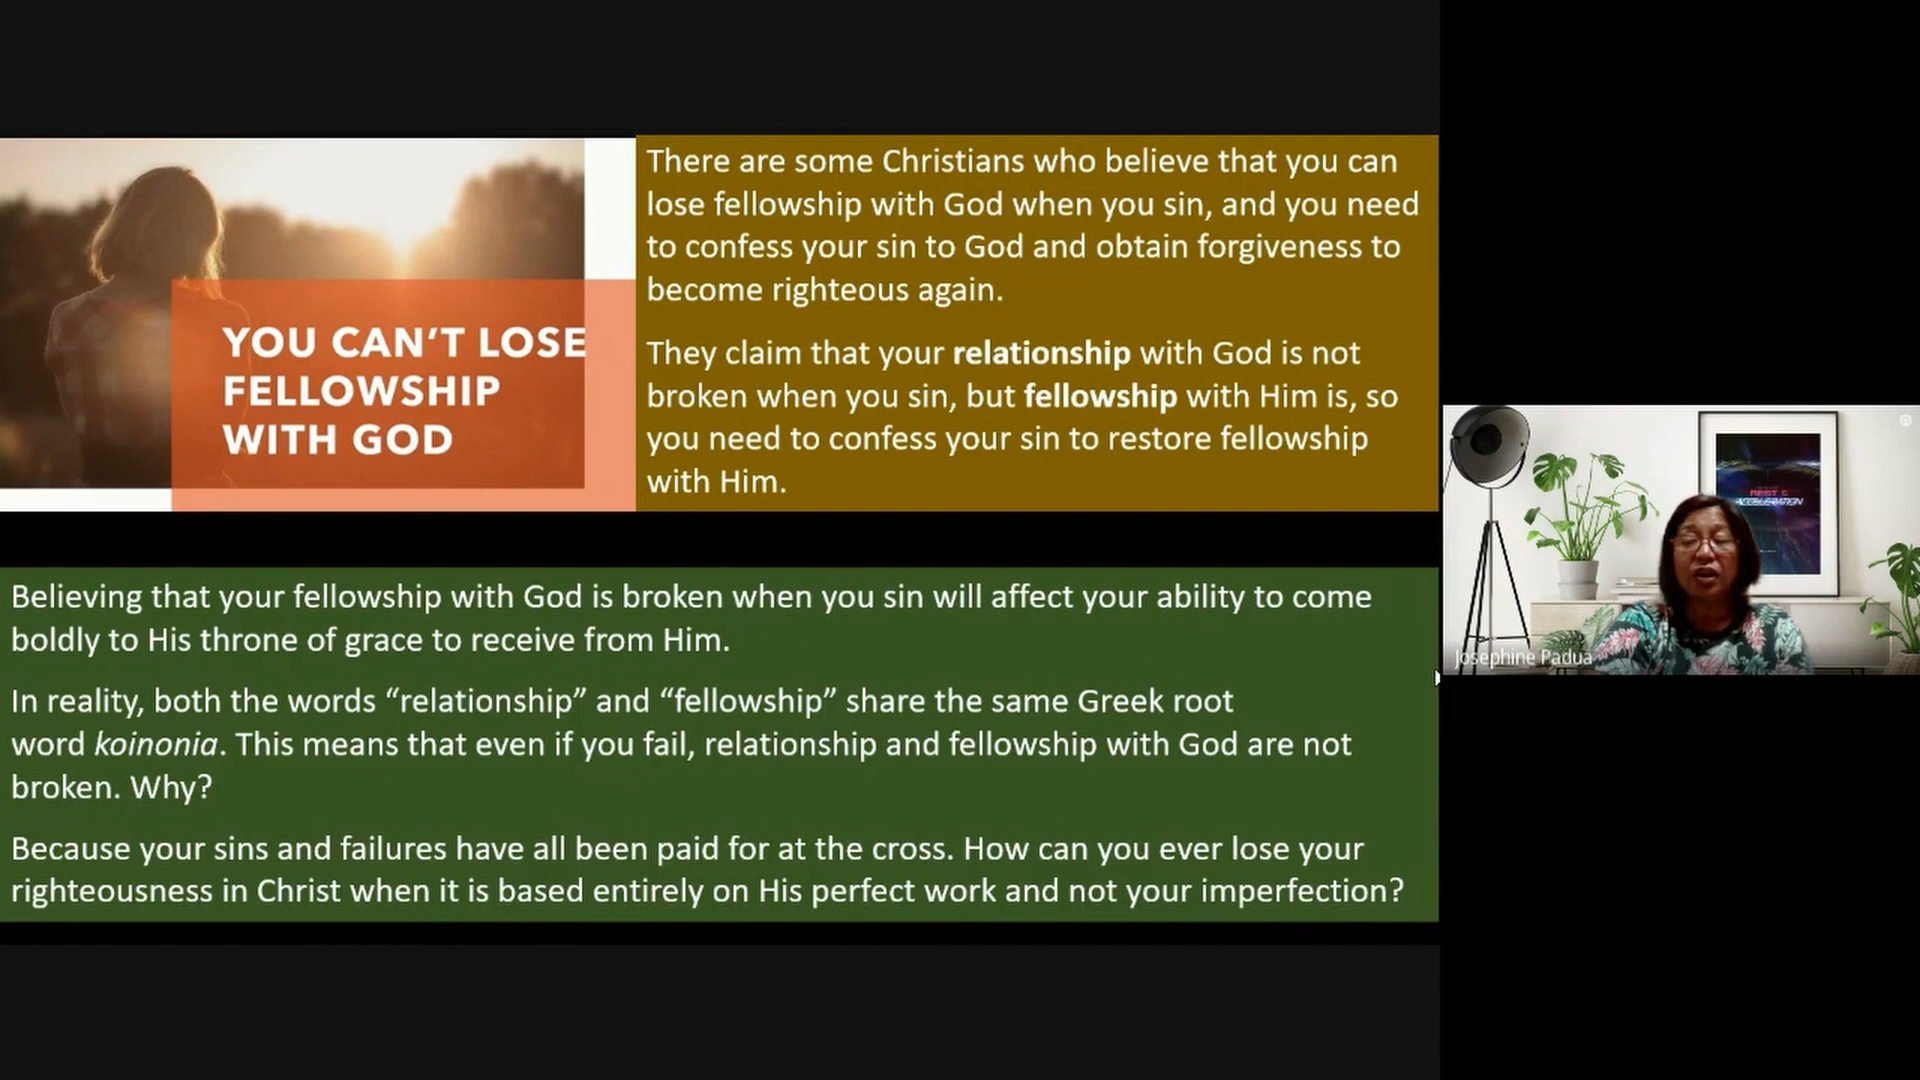 YOU CAN'T LOSE
FELLOWSHIP
WITH GOD
There are some Christians who believe that you can
lose fellowship with God when you sin, and you need
to confess your sin to God and obtain forgiveness to
become righteous again.
They claim that your relationship with God is not
broken when you sin, but fellowship with Him is, so
you need to confess your sin to restore fellowship
with Him.
Believing that your fellowship with God is broken when you sin will affect your ability to come
boldly to His throne of grace to receive from Him.
In reality, both the words “relationship” and “fellowship” share the same Greek root
word koinonia. This means that even if you fail, relationship and fellowship with God are not
broken. Why?
Because your sins and failures have all been paid for at the cross. How can you ever lose your
righteousness in Christ when it is based entirely on His perfect work and not your imperfection?
REST &
ACCELERATION
Josephine Padua